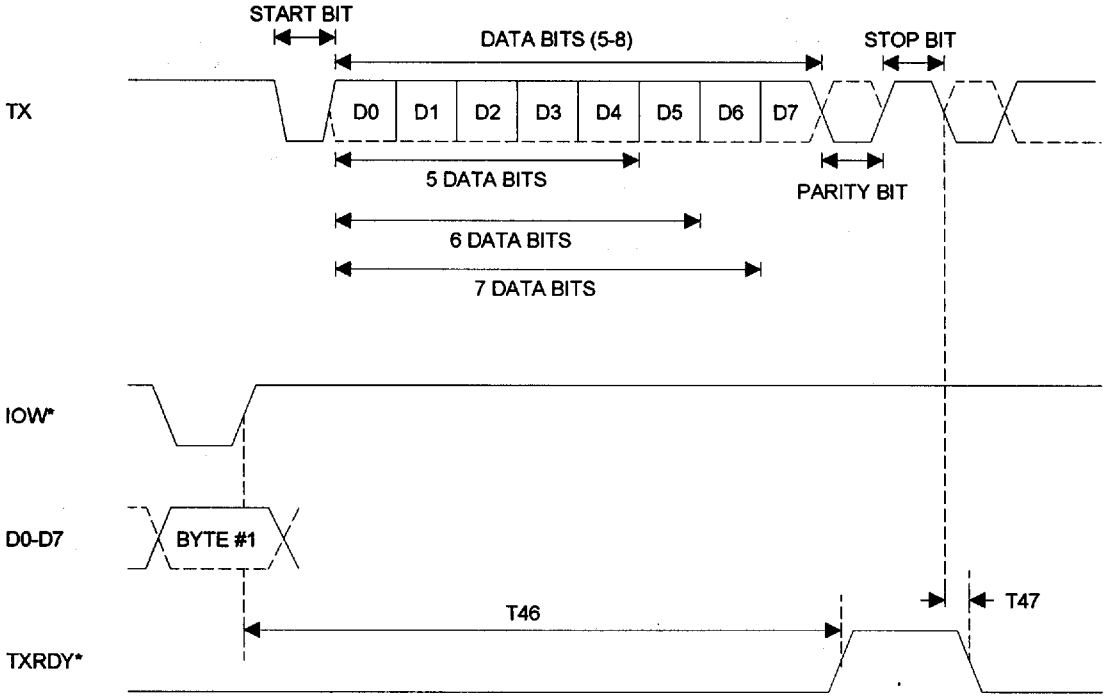 START BIT
DATA BITS (5-8)
STOP BIT
TX
D0 D1 D2 D3 D4 D5 D6 D7
5 DATA BITS
PARITY BIT
6 DATA BITS
7 DATA BITS
IOW*
D0-D7
BYTE #1
T46
T47
TXRDY*